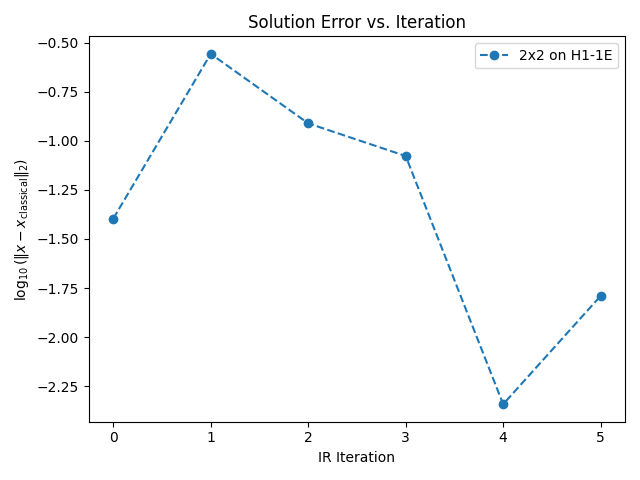 Solution Error vs. Iteration
2x2 on H1-1E
−0.50
−0.75
−1.00
−1.25
−1.50
−1.75
−2.00
−2.25
log₁₀ (‖x − x_classical‖₂)
0 1 2 3 4 5
IR Iteration